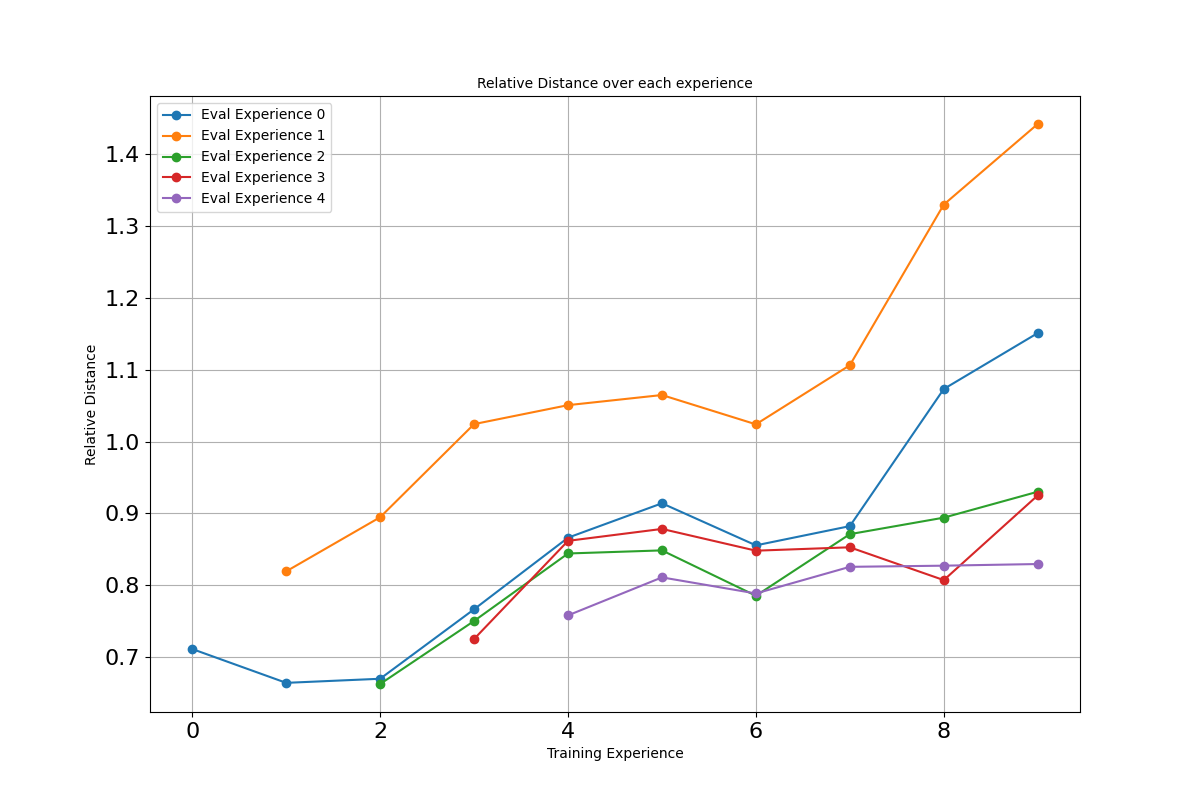 Relative Distance over each experience
Eval Experience 0
Eval Experience 1
Eval Experience 2
Eval Experience 3
Eval Experience 4
1.4
1.3
1.2
1.1
1.0
0.9
0.8
0.7
Relative Distance
0 2 4 6 8
Training Experience